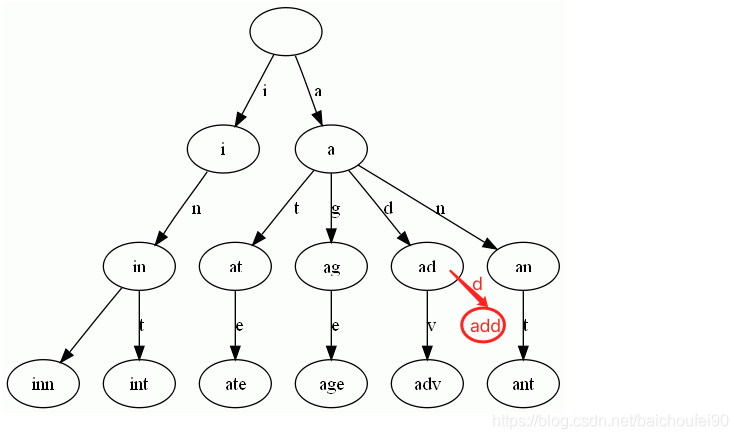 i a
i a
n t g d n
in at ag ad an
d
add
t e e v t
inn int ate age adv ant
https://blog.csdn.net/baichoufei90